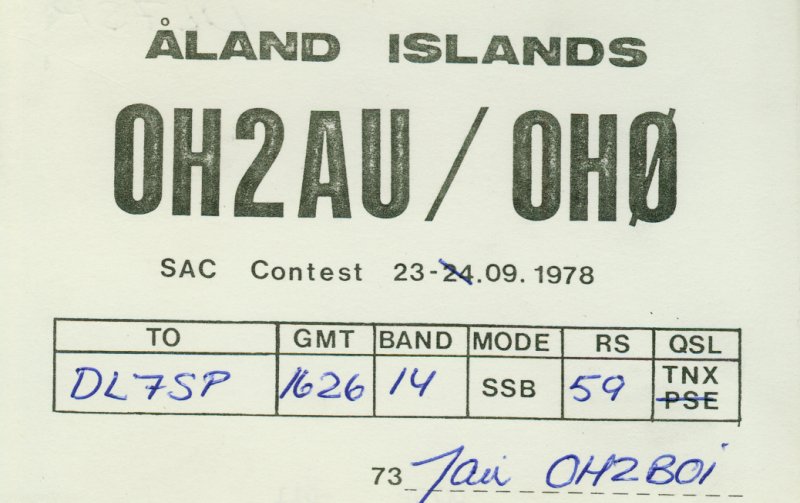 ÅLAND ISLANDS
OH2AU/OHØ
SAC Contest 23-24.09.1978
TO GMT BAND MODE RS QSL
DL7SP 1626 14 SSB 59 TNX
PSE
73 Jari OH2BOI